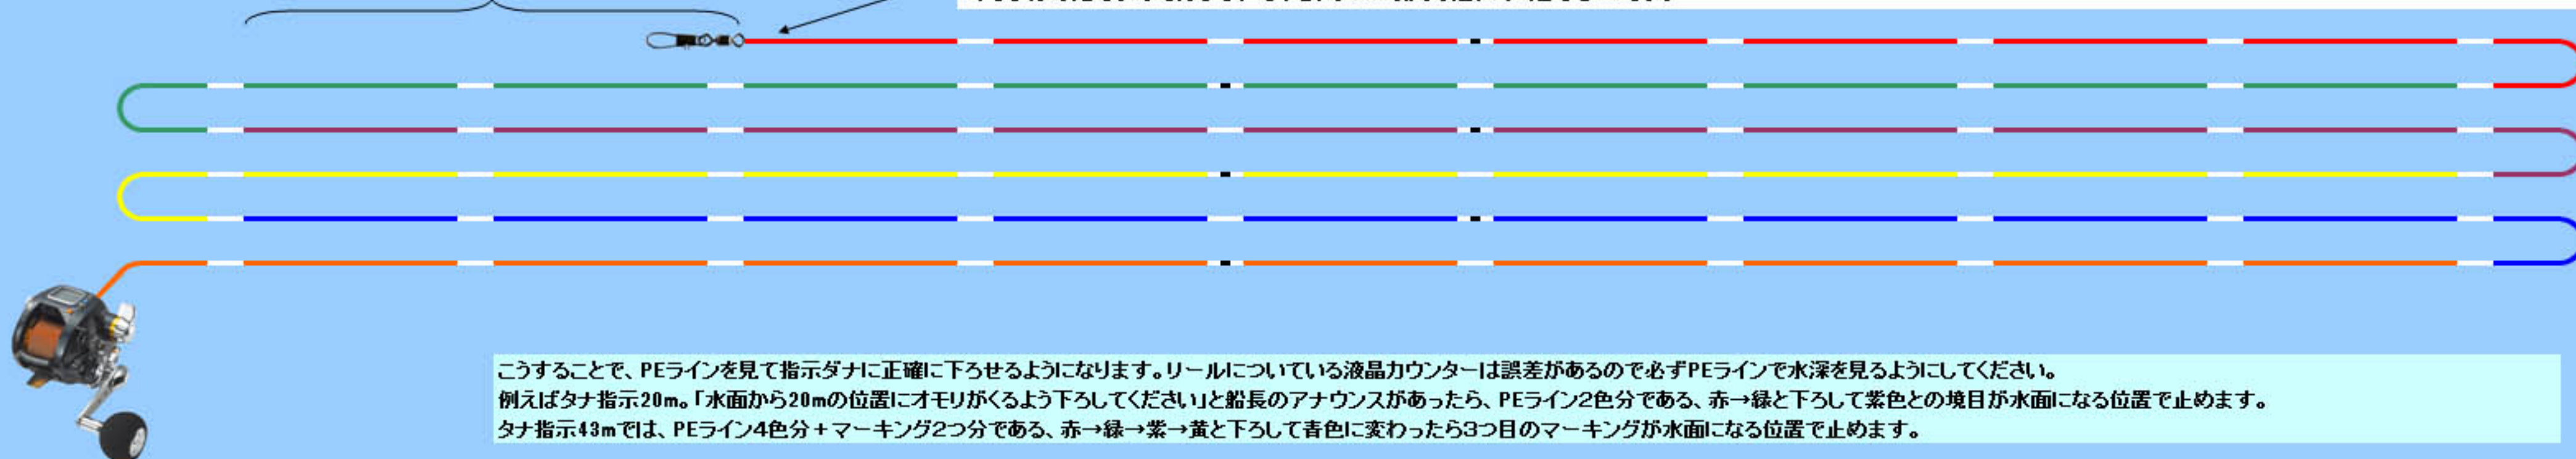 こうすることで、PEラインを見て指示ダナに正確に下ろせるようになります。リールについている液晶カウンターは誤差があるので必ずPEラインで水深を見るようにしてください。
例えばタナ指示20m。「水面から20mの位置にオモリがくるよう下ろしてください」と船長のアナウンスがあったら、PEライン2色分である、赤→緑と下ろして紫色との境目が水面になる位置で止めます。
タナ指示43mでは、PEライン4色分＋マーキング2つ分である、赤→緑→紫→黄と下ろして青色に変わったら3つ目のマーキングが水面になる位置で止めます。